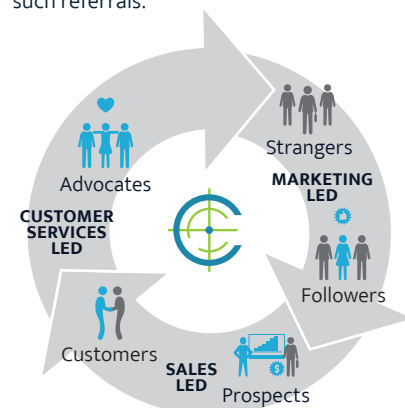 such referrals.
Strangers
MARKETING
LED
Followers
Prospects
SALES
LED
Customers
CUSTOMER
SERVICES
LED
Advocates